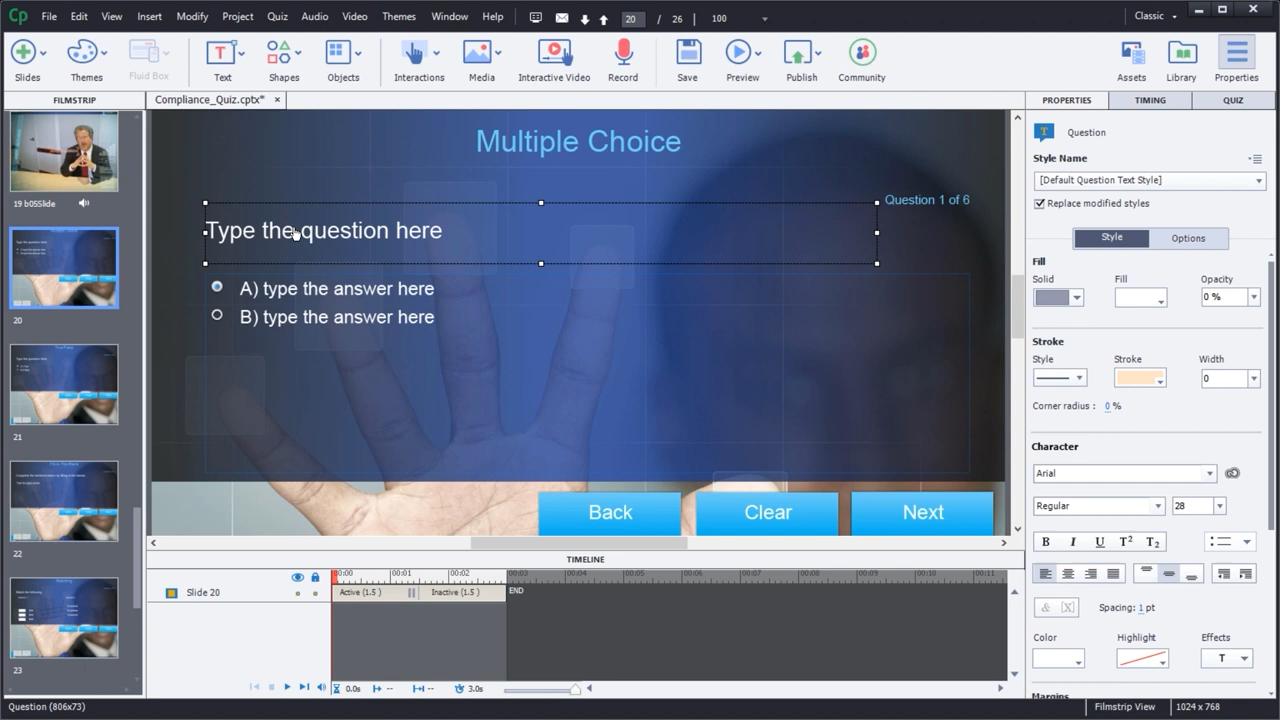 Cp File Edit View Insert Modify Project Quiz Audio Video Themes Window Help 20 / 26 100 Classic
Slides Themes Fluid Box Text Shapes Objects Interactions Media Interactive Video Record Save Preview Publish Community Assets Library Properties
FILMSTRIP Compliance_Quiz.cptx* × PROPERTIES TIMING QUIZ
19 b05Slide
20
21
22
23
Multiple Choice
Question 1 of 6
Type the question here
A) type the answer here
B) type the answer here
Back Clear Next
TIMELINE
00:00 00:01 00:02 00:03 00:04 00:05 00:06 00:07 00:08 00:09 00:10 00:11
Slide 20 Active (1.5 ) Inactive (1.5 ) END
0.0s -- -- 3.0s
T Question
Style Name
[Default Question Text Style]
Replace modified styles
Style Options
Fill
Solid Fill Opacity
0 %
Stroke
Style Stroke Width
0
Corner radius : 0 %
Character
Arial
Regular 28
B I U T2 T2
& [X] Spacing: 1 pt
Color Highlight Effects
T
Margins
Question (806x73) Filmstrip View 1024 x 768